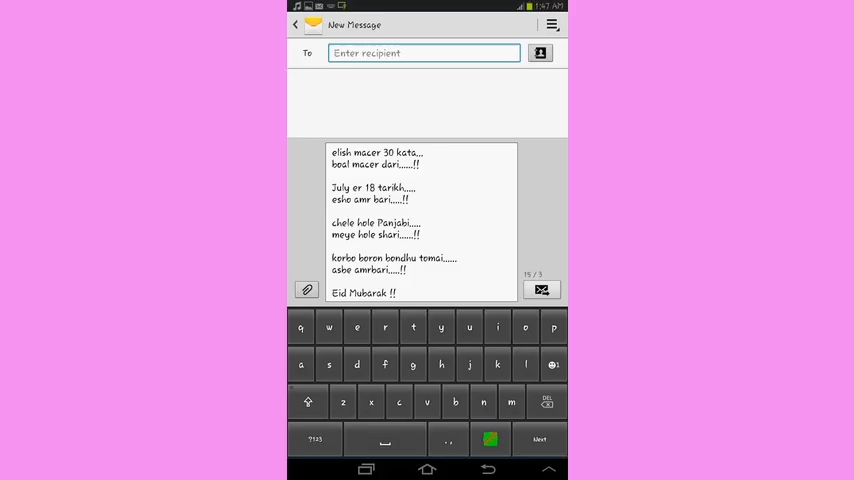 1:47 AM
New Message
To
Enter recipient
elish macer 30 kata...
boal macer dari......!!
July er 18 tarikh.....
esho amr bari.....!!
chele hole Panjabi.....
meye hole shari......!!
korbo boron bondhu tomai......
asbe amrbari.....!!
Eid Mubarak !!
15 / 3
q w e r t y u i o p
a s d f g h j k l
z x c v b n m DEL
?123 ., Next